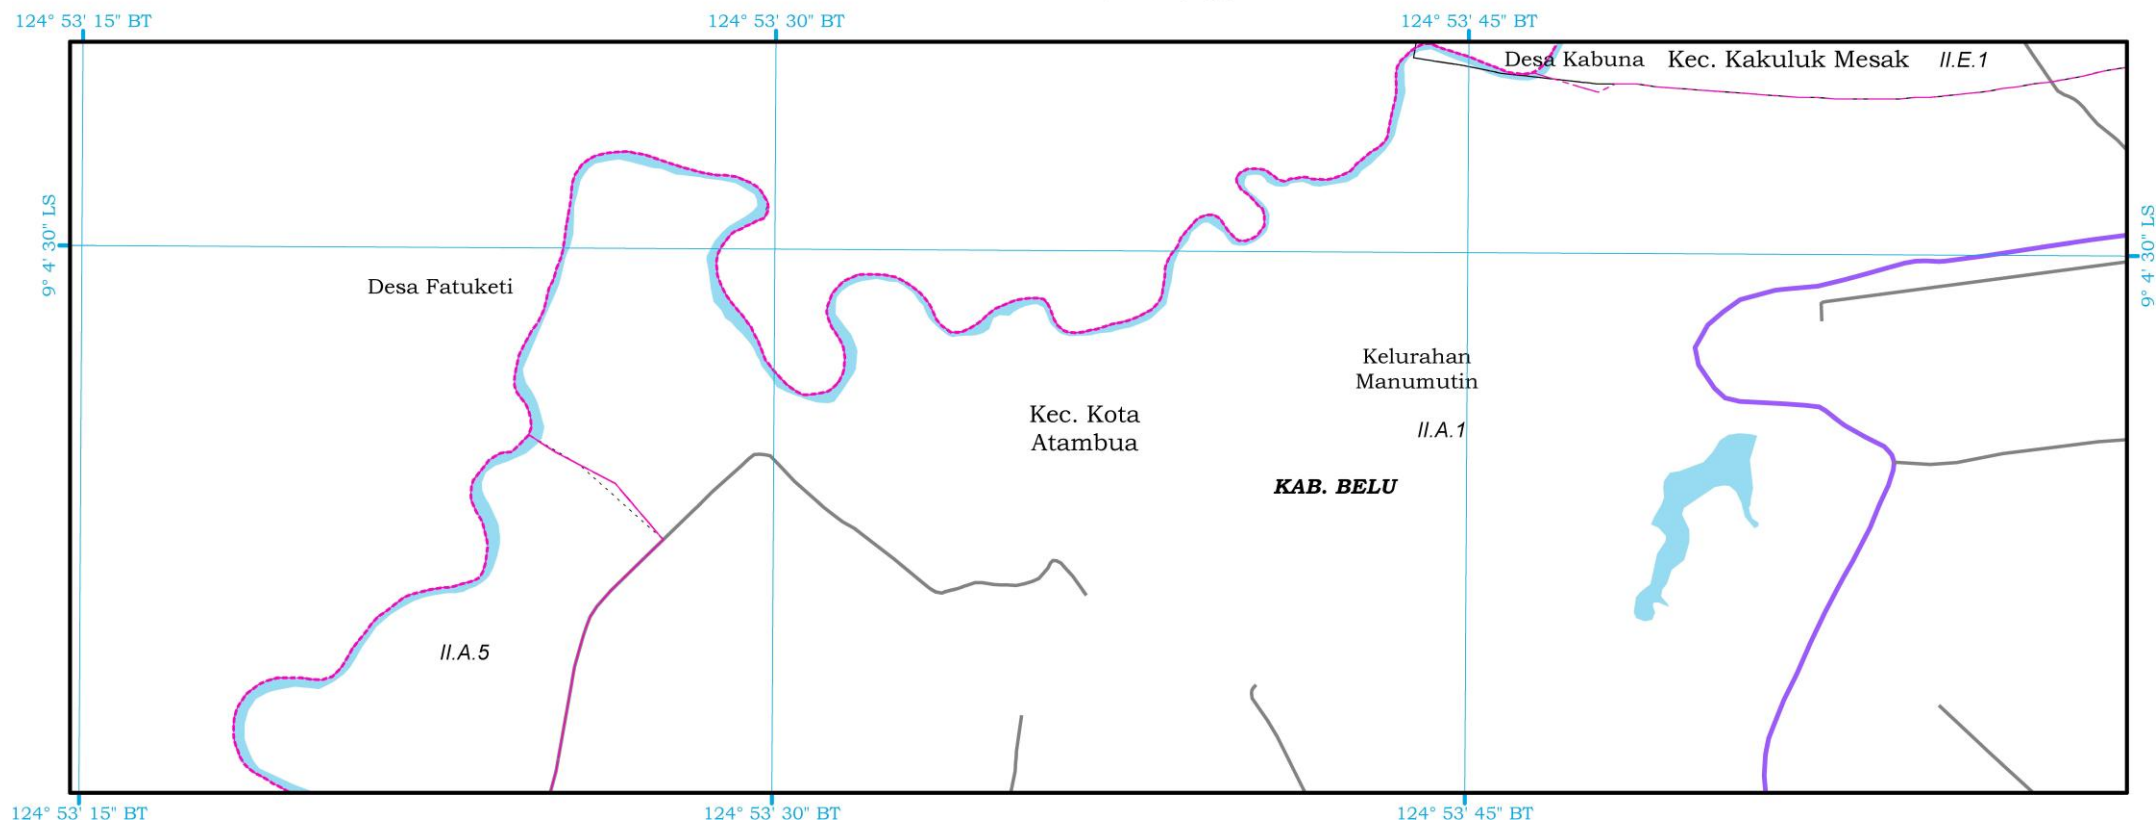 124° 53' 15" BT
124° 53' 30" BT
124° 53' 45" BT
Desa Kabuna
Kec. Kakuluk Mesak
II.E.1
9° 4' 30" LS
9° 4' 30" LS
Desa Fatuketi
Kelurahan
Manumutin
Kec. Kota
Atambua
II.A.1
KAB. BELU
II.A.5
124° 53' 15" BT
124° 53' 30" BT
124° 53' 45" BT